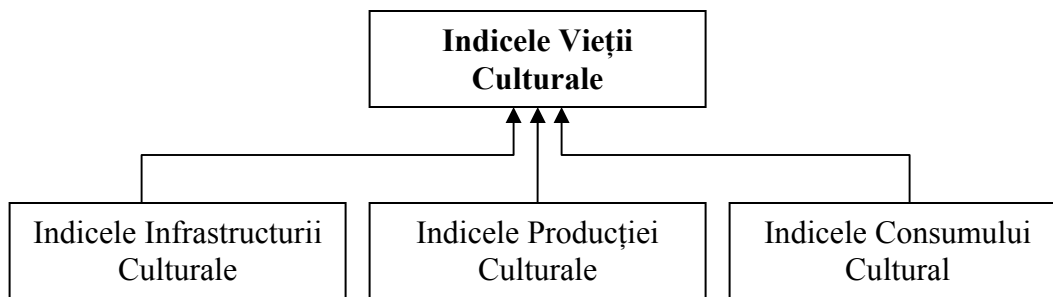 Indicele Vieții
Culturale
Indicele Infrastructurii
Culturale
Indicele Producției
Culturale
Indicele Consumului
Cultural